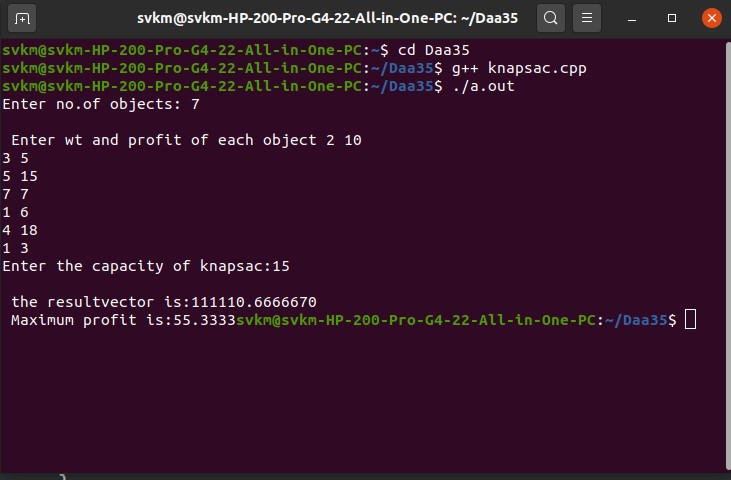 svkm@svkm-HP-200-Pro-G4-22-All-in-One-PC: ~/Daa35
svkm@svkm-HP-200-Pro-G4-22-All-in-One-PC:~$ cd Daa35
svkm@svkm-HP-200-Pro-G4-22-All-in-One-PC:~/Daa35$ g++ knapsac.cpp
svkm@svkm-HP-200-Pro-G4-22-All-in-One-PC:~/Daa35$ ./a.out
Enter no.of objects: 7
Enter wt and profit of each object 2 10
3 5
5 15
7 7
1 6
4 18
1 3
Enter the capacity of knapsac:15
the resultvector is:111110.6666670
Maximum profit is:55.3333svkm@svkm-HP-200-Pro-G4-22-All-in-One-PC:~/Daa35$